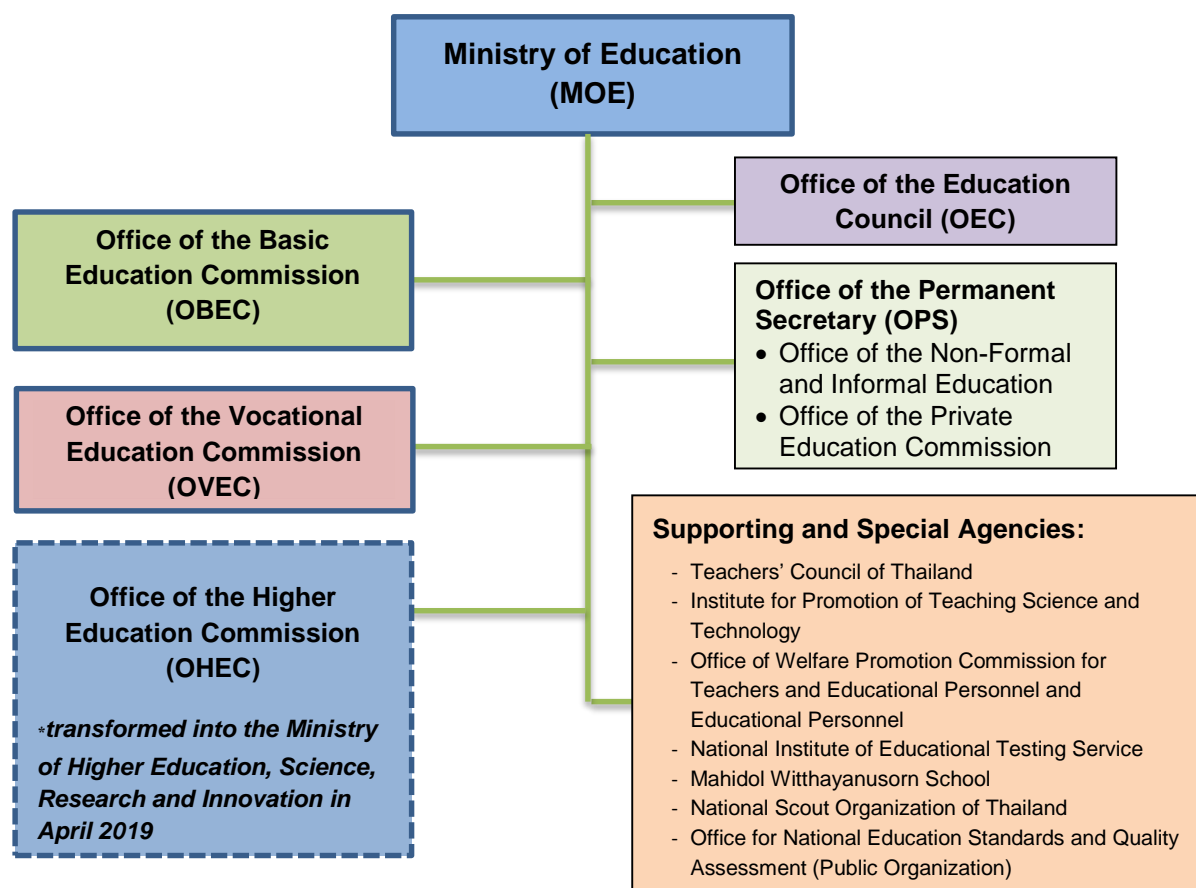 Ministry of Education
(MOE)
Office of the Education
Council (OEC)
Office of the Basic
Education Commission
(OBEC)
Office of the Permanent
Secretary (OPS)
• Office of the Non-Formal
and Informal Education
• Office of the Private
Education Commission
Office of the Vocational
Education Commission
(OVEC)
Office of the Higher
Education Commission
(OHEC)
*transformed into the Ministry
of Higher Education, Science,
Research and Innovation in
April 2019
Supporting and Special Agencies:
- Teachers’ Council of Thailand
- Institute for Promotion of Teaching Science and
Technology
- Office of Welfare Promotion Commission for
Teachers and Educational Personnel and
Educational Personnel
- National Institute of Educational Testing Service
- Mahidol Witthayanusorn School
- National Scout Organization of Thailand
- Office for National Education Standards and Quality
Assessment (Public Organization)